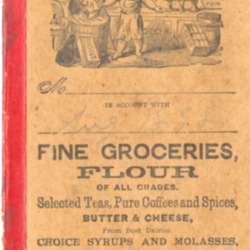 No.
IN ACCOUNT WITH
FINE GROCERIES,
FLOUR
OF ALL GRADES.
Selected Teas, Pure Coffees and Spices,
BUTTER & CHEESE,
From Best Dairies.
CHOICE SYRUPS AND MOLASSES,